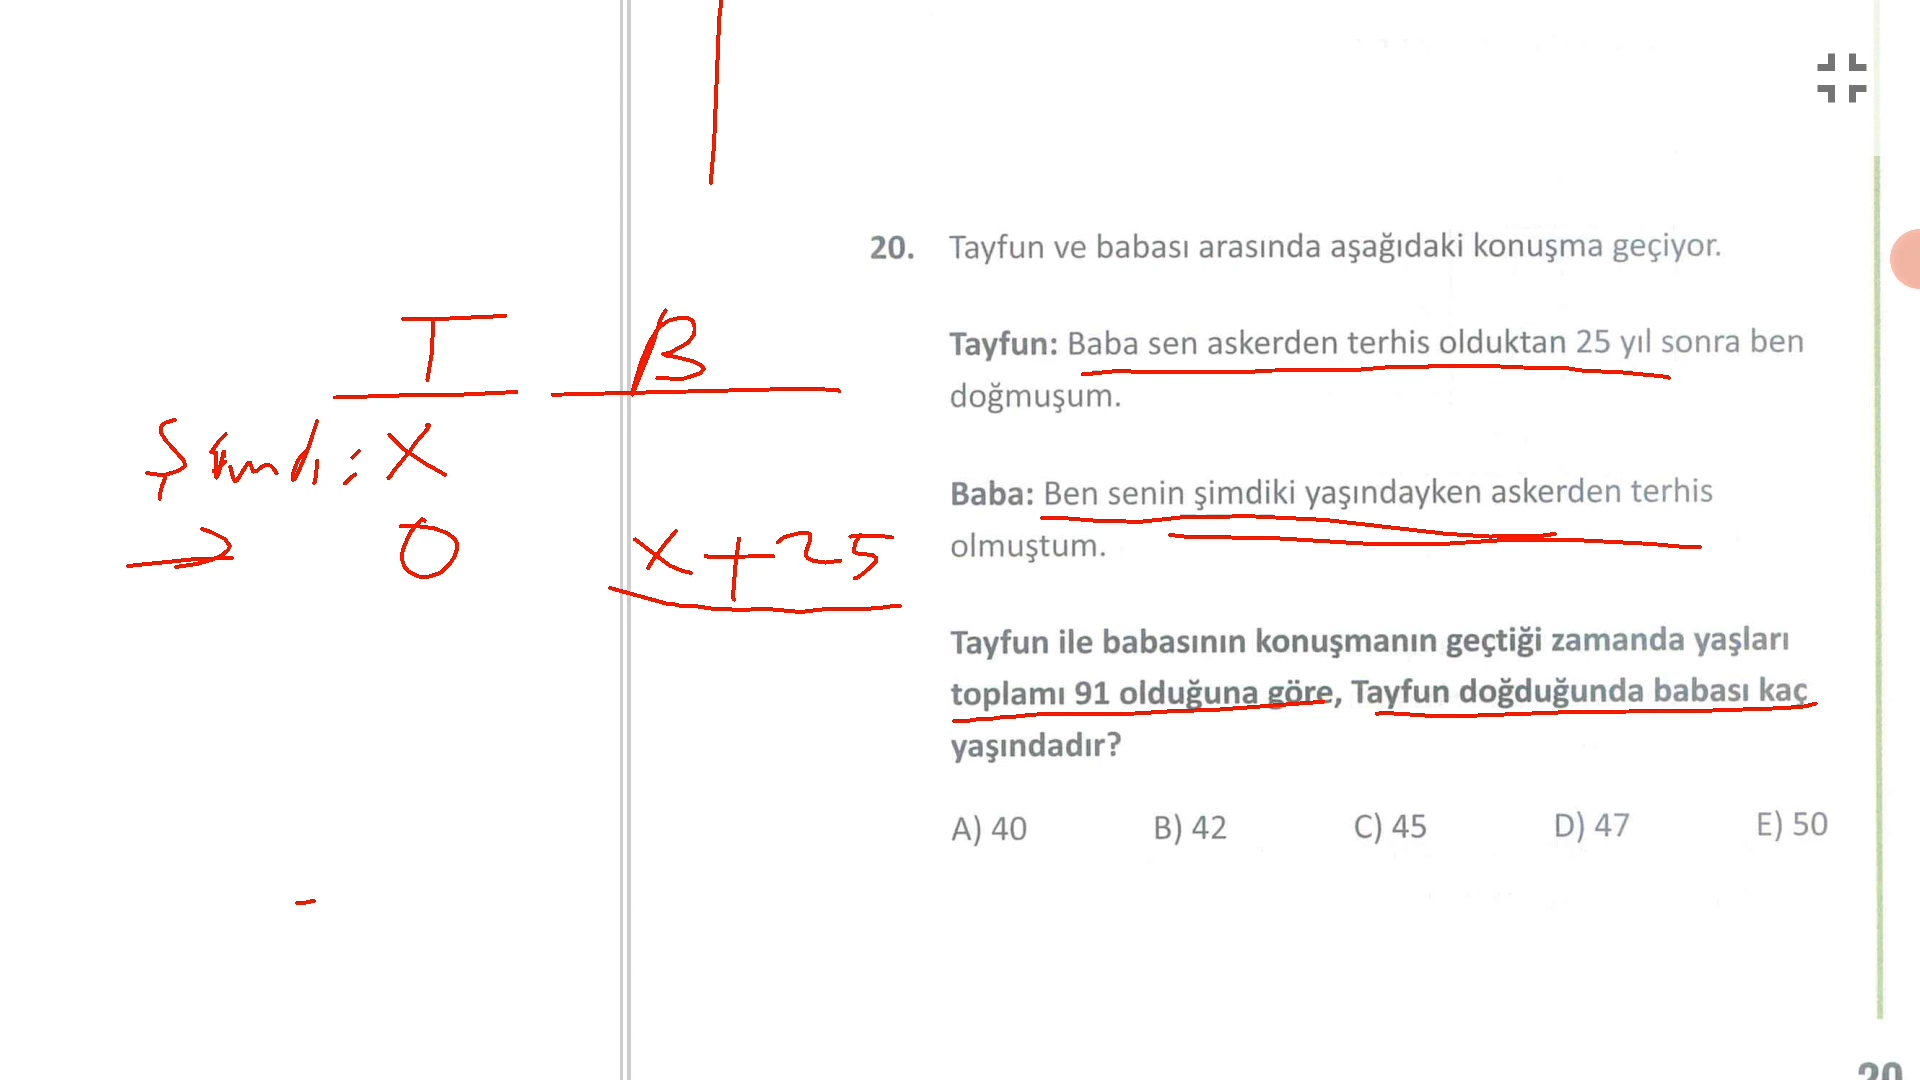 20. Tayfun ve babası arasında aşağıdaki konuşma geçiyor.
Tayfun: Baba sen askerden terhis olduktan 25 yıl sonra ben
doğmuşum.
Baba: Ben senin şimdiki yaşındayken askerden terhis
olmuştum.
Tayfun ile babasının konuşmanın geçtiği zamanda yaşları
toplamı 91 olduğuna göre, Tayfun doğduğunda babası kaç
yaşındadır?
A) 40 B) 42 C) 45 D) 47 E) 50
T B
Şimdi: x
→ 0 x+25